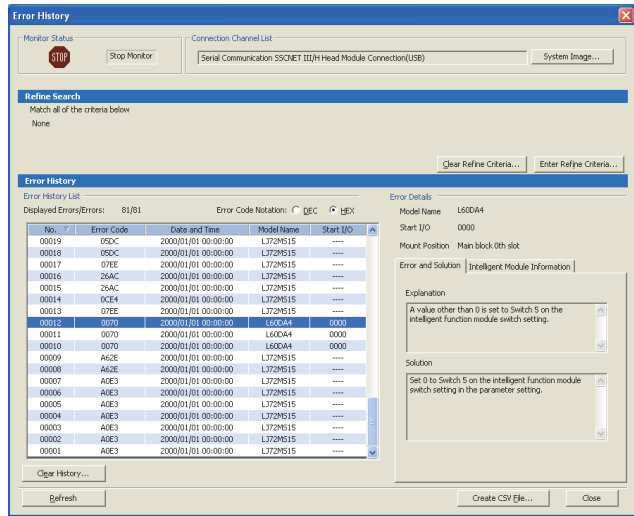 Error History
Monitor Status
STOP
Stop Monitor
Connection Channel List
Serial Communication SSCNET III/H Head Module Connection(USB)
System Image...
Refine Search
Match all of the criteria below
None
Clear Refine Criteria...
Enter Refine Criteria...
Error History
Error History List
Displayed Errors/Errors: 81/81
Error Code Notation: DEC HEX
No. Error Code Date and Time Model Name Start I/O
00019 05DC 2000/01/01 00:00:00 LJ72MS15 ----
00018 05DC 2000/01/01 00:00:00 LJ72MS15 ----
00017 07EE 2000/01/01 00:00:00 LJ72MS15 ----
00016 26AC 2000/01/01 00:00:00 LJ72MS15 ----
00015 26AC 2000/01/01 00:00:00 LJ72MS15 ----
00014 0CE4 2000/01/01 00:00:00 LJ72MS15 ----
00013 07EE 2000/01/01 00:00:00 LJ72MS15 ----
00012 0070 2000/01/01 00:00:00 L60DA4 0000
00011 0070 2000/01/01 00:00:00 L60DA4 0000
00010 0070 2000/01/01 00:00:00 L60DA4 0000
00009 A62E 2000/01/01 00:00:00 LJ72MS15 ----
00008 A62E 2000/01/01 00:00:00 LJ72MS15 ----
00007 A0E3 2000/01/01 00:00:00 LJ72MS15 ----
00006 A0E3 2000/01/01 00:00:00 LJ72MS15 ----
00005 A0E3 2000/01/01 00:00:00 LJ72MS15 ----
00004 A0E3 2000/01/01 00:00:00 LJ72MS15 ----
00003 A0E3 2000/01/01 00:00:00 LJ72MS15 ----
00002 A0E3 2000/01/01 00:00:00 LJ72MS15 ----
00001 A0E3 2000/01/01 00:00:00 LJ72MS15 ----
Clear History...
Error Details
Model Name L60DA4
Start I/O 0000
Mount Position Main block 0th slot
Error and Solution
Intelligent Module Information
Explanation
A value other than 0 is set to Switch 5 on the
intelligent function module switch setting.
Solution
Set 0 to Switch 5 on the intelligent function module
switch setting in the parameter setting.
Refresh
Create CSV File...
Close